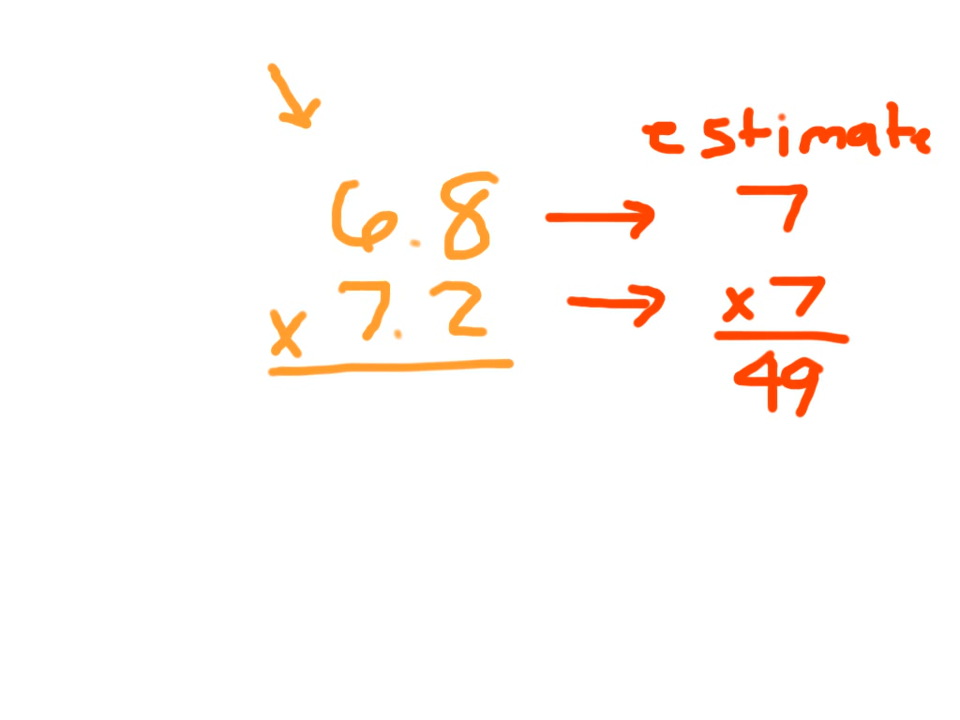 estimate
6.8 → 7
x 7.2 → x 7
49